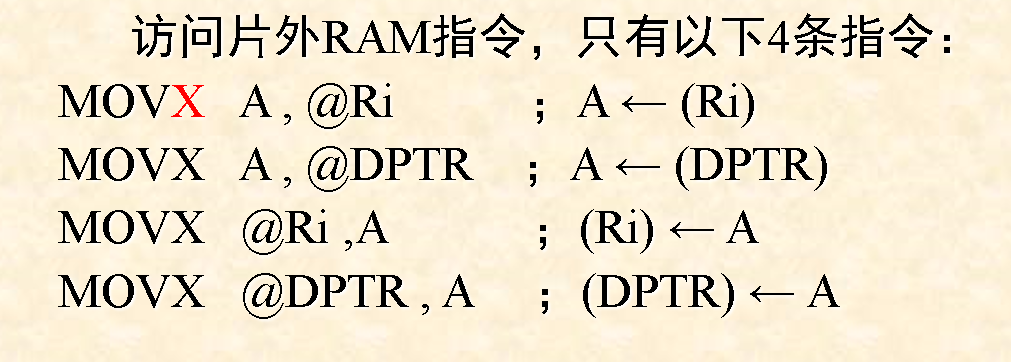 访问片外RAM指令，只有以下4条指令：
MOVX A , @Ri ；A ← (Ri)
MOVX A , @DPTR ；A ← (DPTR)
MOVX @Ri ,A ；(Ri) ← A
MOVX @DPTR , A ；(DPTR) ← A